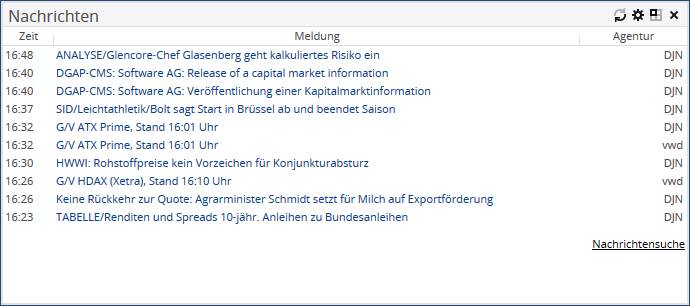 Nachrichten
Zeit Meldung Agentur
16:48 ANALYSE/Glencore-Chef Glasenberg geht kalkuliertes Risiko ein DJN
16:40 DGAP-CMS: Software AG: Release of a capital market information DJN
16:40 DGAP-CMS: Software AG: Veröffentlichung einer Kapitalmarktinformation DJN
16:37 SID/Leichtathletik/Bolt sagt Start in Brüssel ab und beendet Saison DJN
16:32 G/V ATX Prime, Stand 16:01 Uhr DJN
16:32 G/V ATX Prime, Stand 16:01 Uhr vwd
16:30 HWWI: Rohstoffpreise kein Vorzeichen für Konjunkturabsturz DJN
16:26 G/V HDAX (Xetra), Stand 16:10 Uhr vwd
16:26 Keine Rückkehr zur Quote: Agrarminister Schmidt setzt für Milch auf Exportförderung DJN
16:23 TABELLE/Renditen und Spreads 10-jähr. Anleihen zu Bundesanleihen DJN
Nachrichtensuche